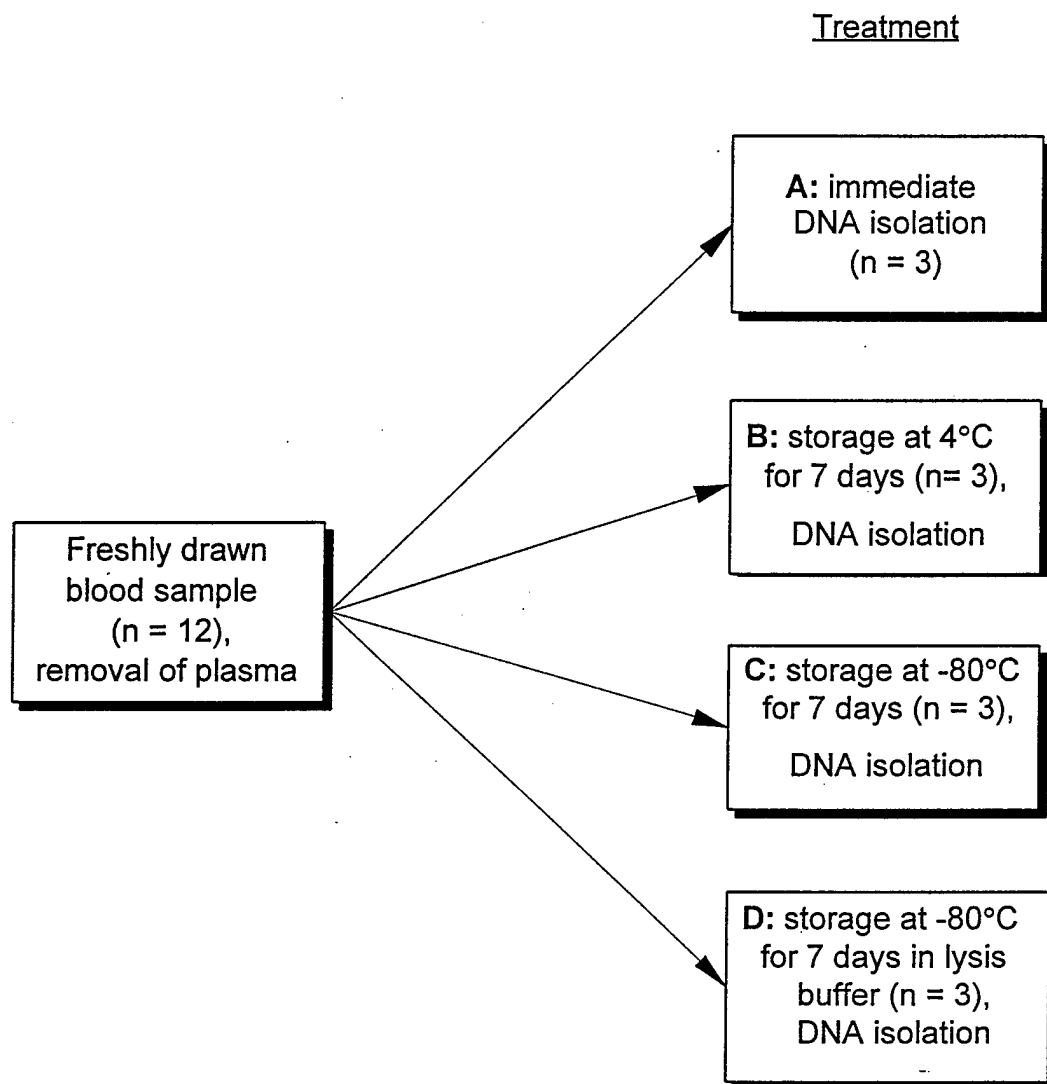 Treatment
A: immediate
DNA isolation
(n = 3)
B: storage at 4°C
for 7 days (n= 3),
DNA isolation
Freshly drawn
blood sample
(n = 12),
removal of plasma
C: storage at -80°C
for 7 days (n = 3),
DNA isolation
D: storage at -80°C
for 7 days in lysis
buffer (n = 3),
DNA isolation